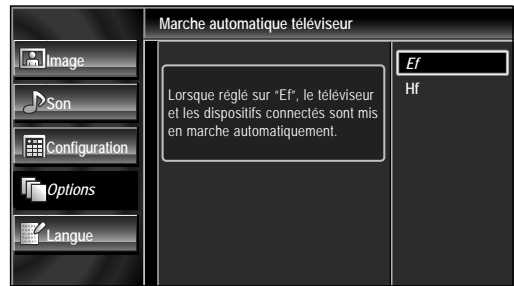 Marche automatique téléviseur
Image
Son
Configuration
Options
Langue
Lorsque réglé sur “Ef”, le téléviseur
et les dispositifs connectés sont mis
en marche automatiquement.
Ef
Hf